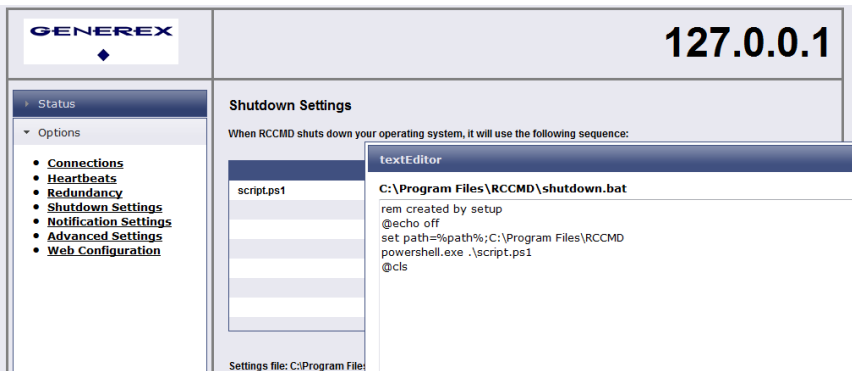 GENEREX
127.0.0.1
Status
Options
Connections
Heartbeats
Redundancy
Shutdown Settings
Notification Settings
Advanced Settings
Web Configuration
Shutdown Settings
When RCCMD shuts down your operating system, it will use the following sequence:
script.ps1
Settings file: C:\Program Files
textEditor
C:\Program Files\RCCMD\shutdown.bat
rem created by setup
@echo off
set path=%path%;C:\Program Files\RCCMD
powershell.exe .\script.ps1
@cls